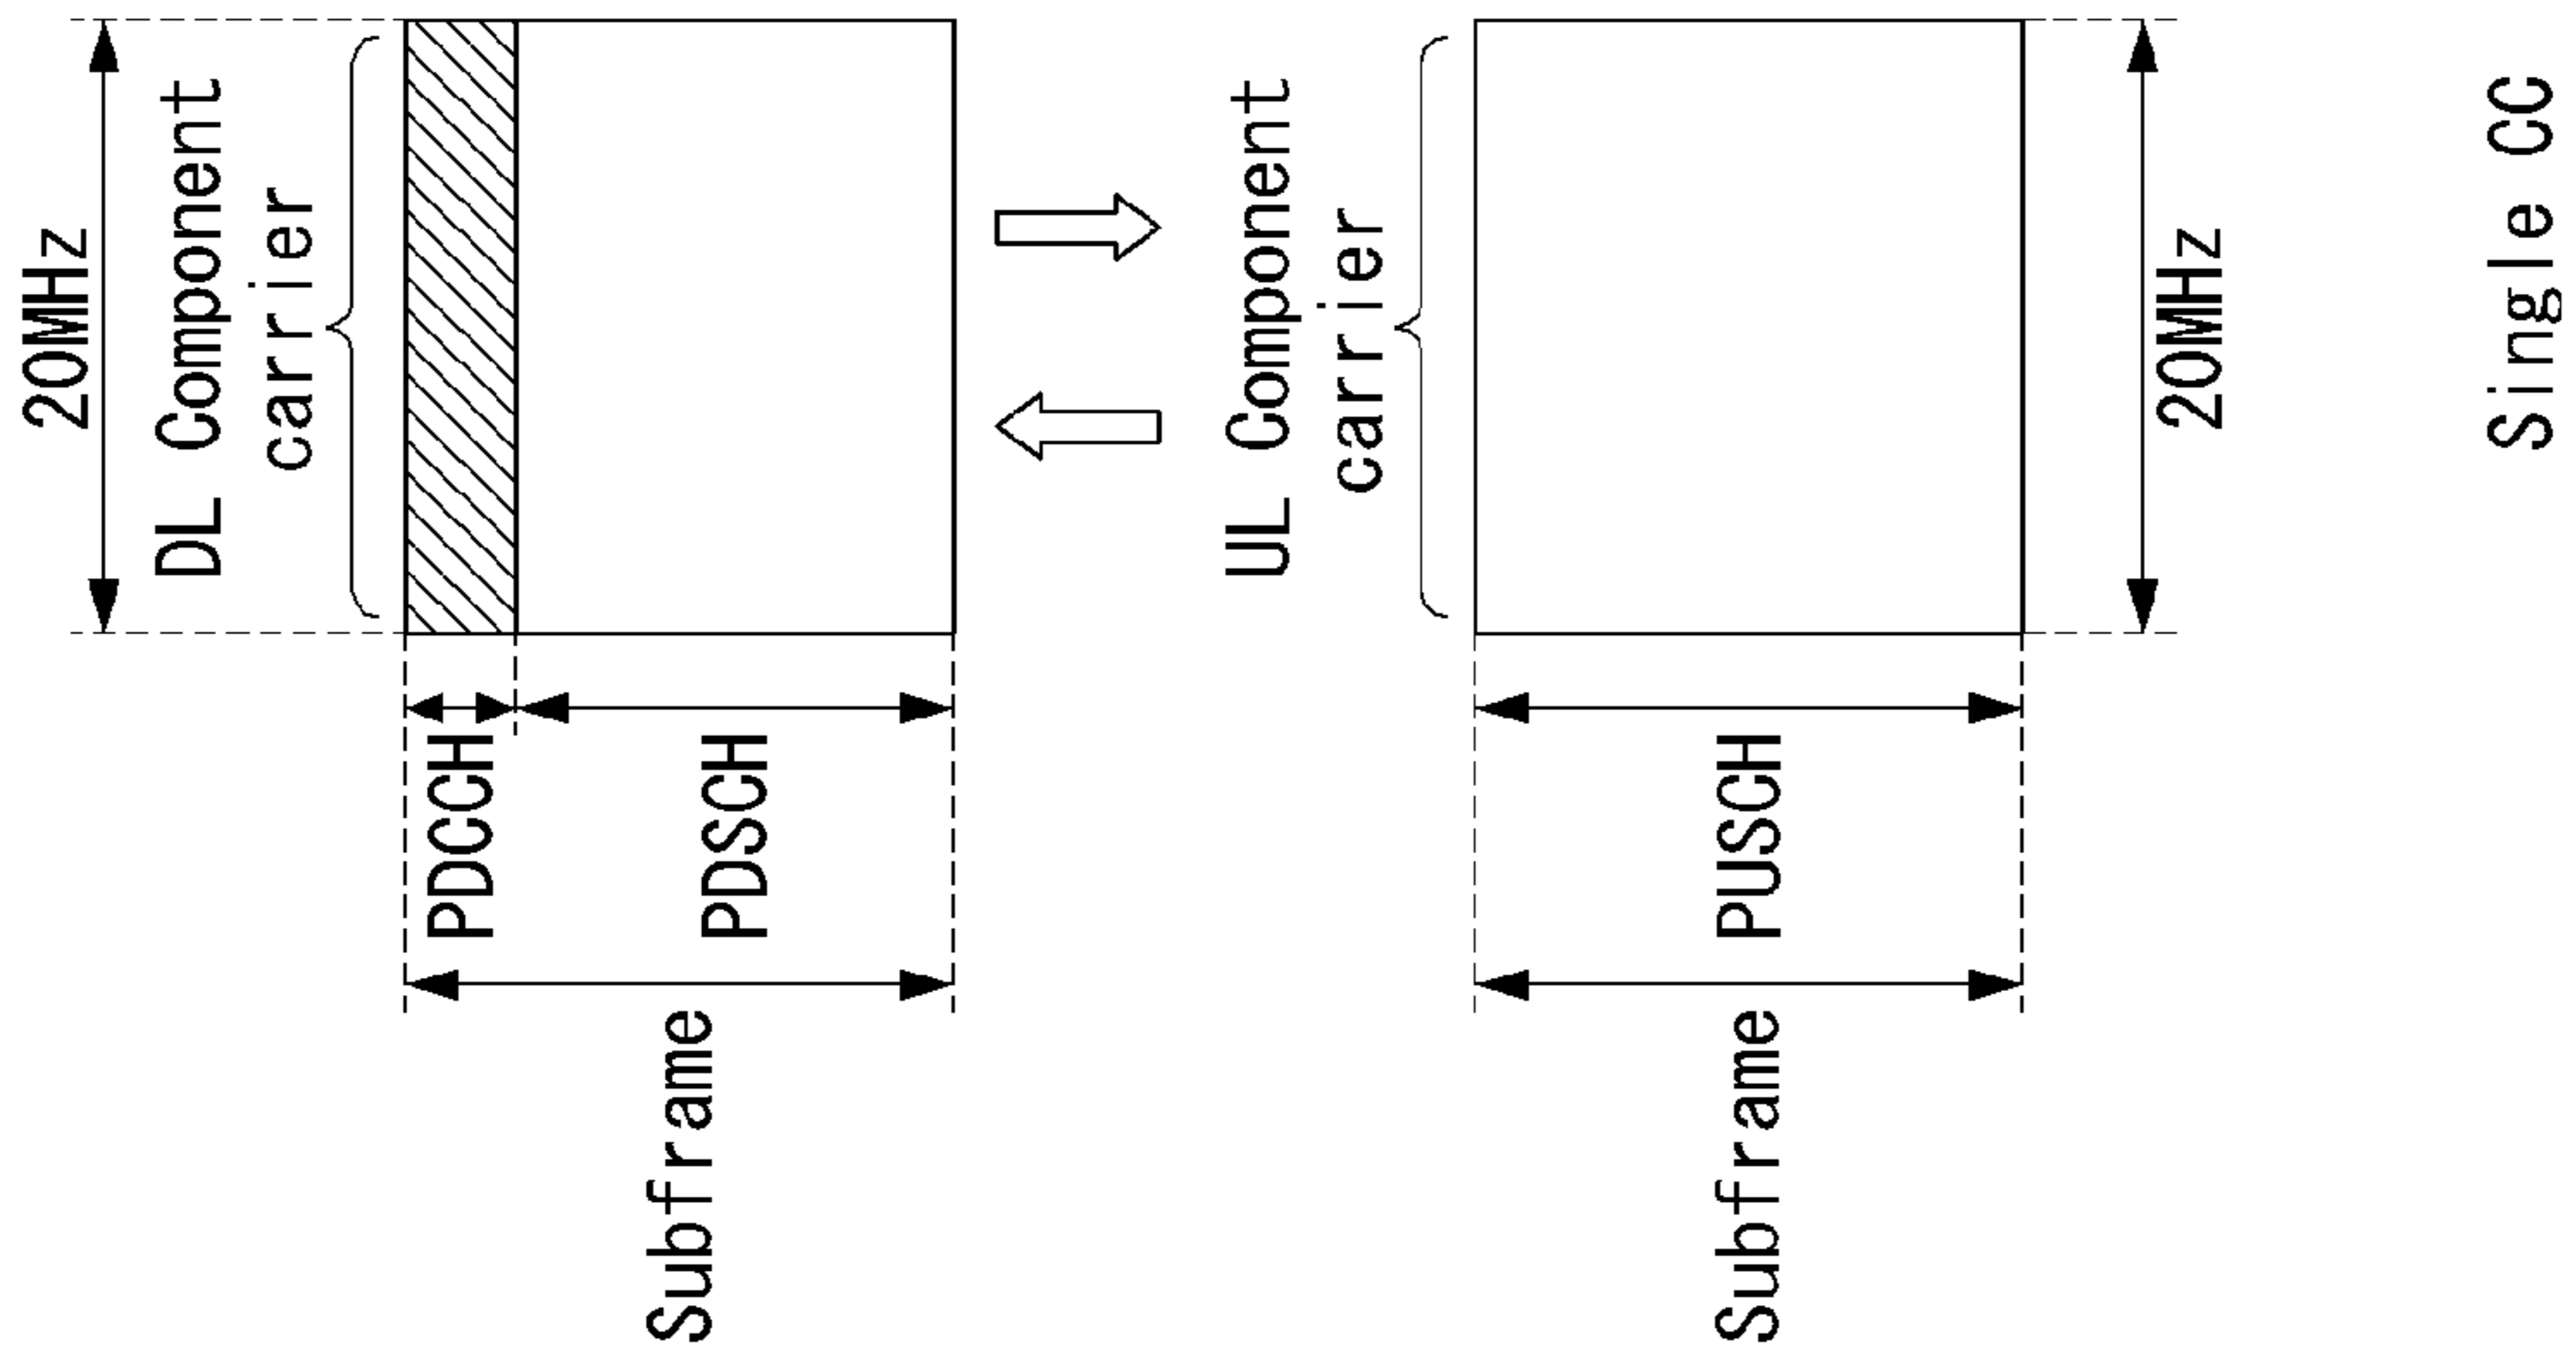 20MHz
DL Component
carrier
PDCCH
PDSCH
Subframe
UL Component
carrier
PUSCH
Subframe
20MHz
Single CC